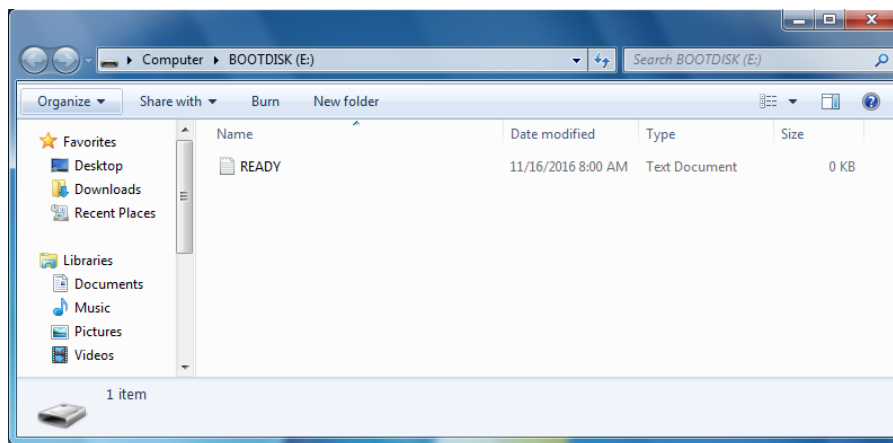 Computer BOOTDISK (E:) Search BOOTDISK (E:)
Organize Share with Burn New folder
Favorites
Desktop
Downloads
Recent Places
Libraries
Documents
Music
Pictures
Videos
Name Date modified Type Size
READY 11/16/2016 8:00 AM Text Document 0 KB
1 item